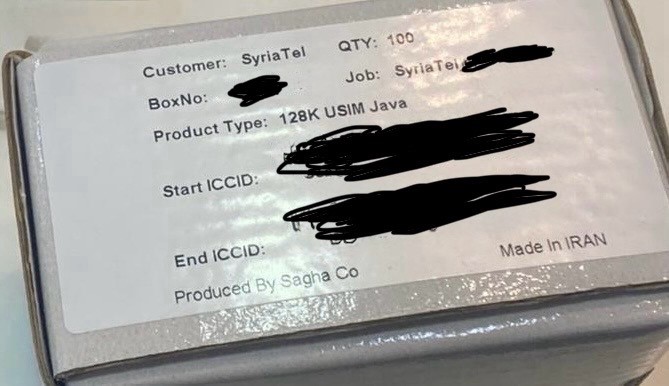 Customer: SyriaTel QTY: 100
BoxNo: Job: SyriaTel
Product Type: 128K USIM Java
Start ICCID:
End ICCID:
Produced By Sagha Co Made In IRAN